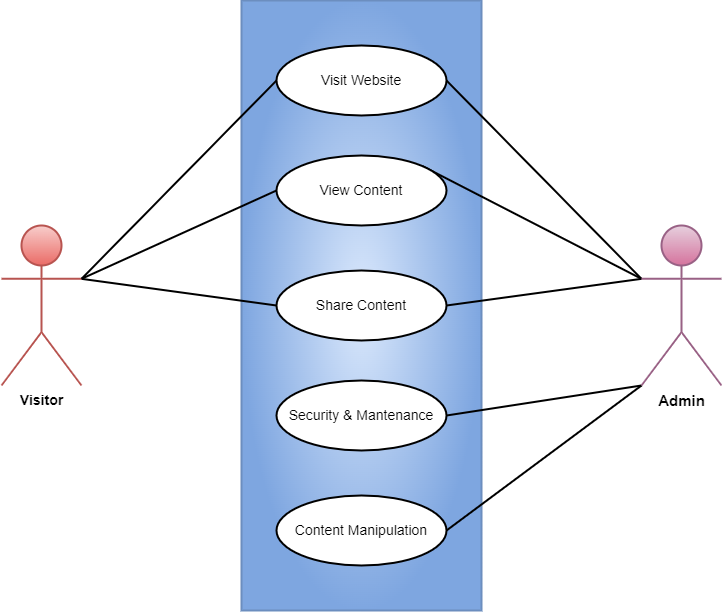 Visit Website
View Content
Share Content
Visitor
Admin
Security & Mantenance
Content Manipulation